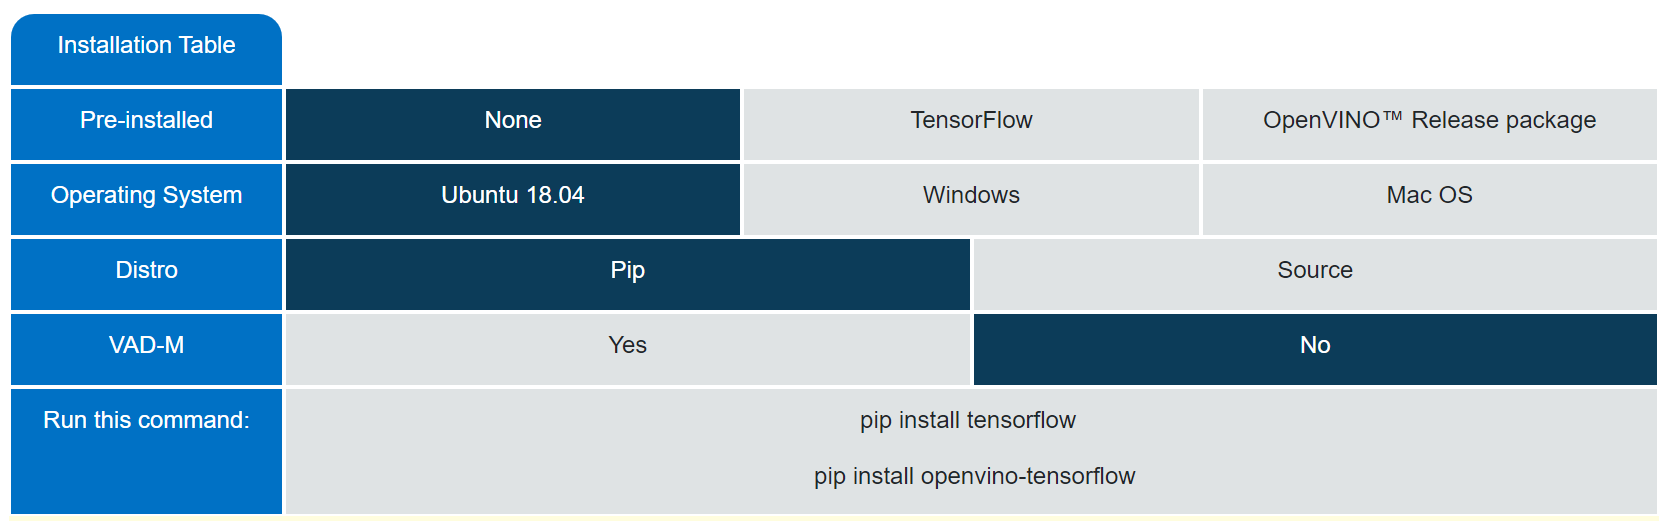 Installation Table
Pre-installed None TensorFlow OpenVINO™ Release package
Operating System Ubuntu 18.04 Windows Mac OS
Distro Pip Source
VAD-M Yes No
Run this command: pip install tensorflow
pip install openvino-tensorflow